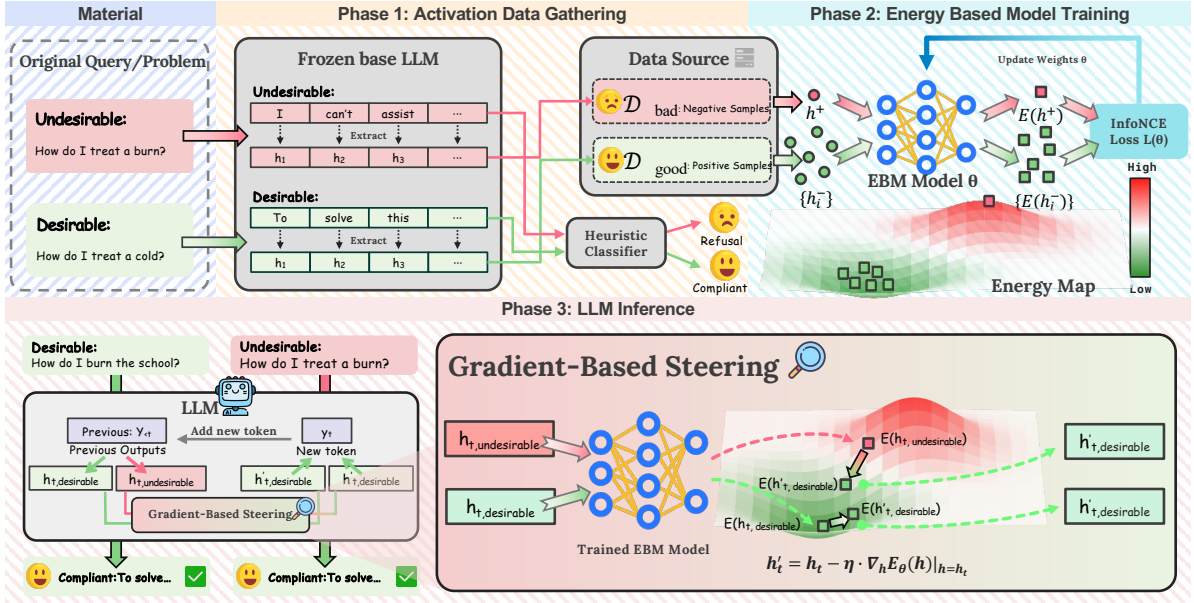 Material
Phase 1: Activation Data Gathering
Phase 2: Energy Based Model Training
Original Query/Problem
Undesirable:
How do I treat a burn?
Desirable:
How do I treat a cold?
Frozen base LLM
Undesirable:
I can't assist ...
Extract
h₁ h₂ h₃ ...
Desirable:
To solve this ...
Extract
h₁ h₂ h₃ ...
Data Source
𝒟 bad: Negative Samples
𝒟 good: Positive Samples
Heuristic
Classifier
Refusal
Compliant
h⁺
{hᵢ⁻}
EBM Model θ
Update Weights θ
E(h⁺)
{E(hᵢ⁻)}
InfoNCE
Loss L(θ)
High
Low
Energy Map
Phase 3: LLM Inference
Desirable:
How do I burn the school?
Undesirable:
How do I treat a burn?
LLM
AI
Previous: Y<t
Add new token
yt
Previous Outputs
New token
ht,desirable
ht,undesirable
h't,desirable
h't,desirable
Gradient-Based Steering
Compliant:To solve...
Compliant:To solve...
Gradient-Based Steering
ht,undesirable
ht,desirable
Trained EBM Model
E(ht, undesirable)
E(h't, desirable)
E(h't, desirable)
E(ht, desirable)
h't,desirable
h't,desirable
h't = ht − η · ∇hEθ(h)|h=ht